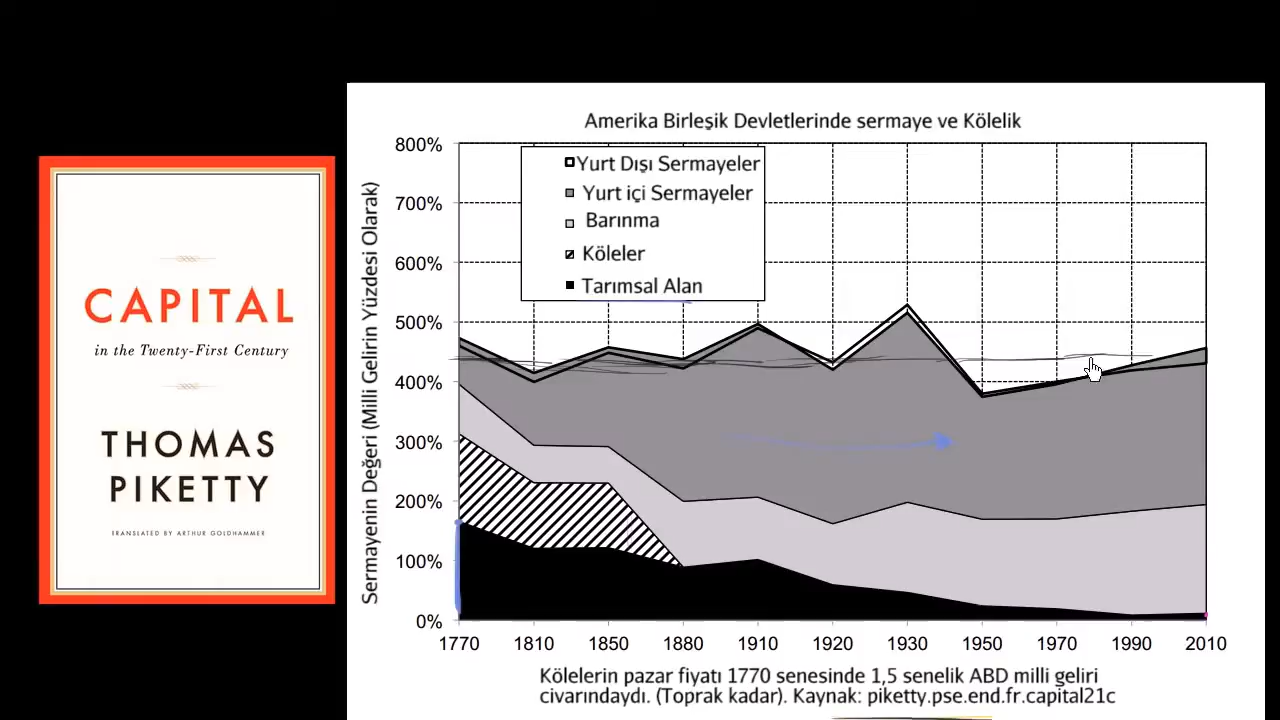 CAPITAL
in the Twenty-First Century
THOMAS
PIKETTY
TRANSLATED BY ARTHUR GOLDHAMMER
Amerika Birleşik Devletlerinde sermaye ve Kölelik
Sermayenin Değeri (Milli Gelirin Yüzdesi Olarak)
800%
700%
600%
500%
400%
300%
200%
100%
0%
Yurt Dışı Sermayeler
Yurt içi Sermayeler
Barınma
Köleler
Tarımsal Alan
1770 1810 1850 1880 1910 1920 1930 1950 1970 1990 2010
Kölelerin pazar fiyatı 1770 senesinde 1,5 senelik ABD milli geliri
civarındaydı. (Toprak kadar). Kaynak: piketty.pse.end.fr.capital21c